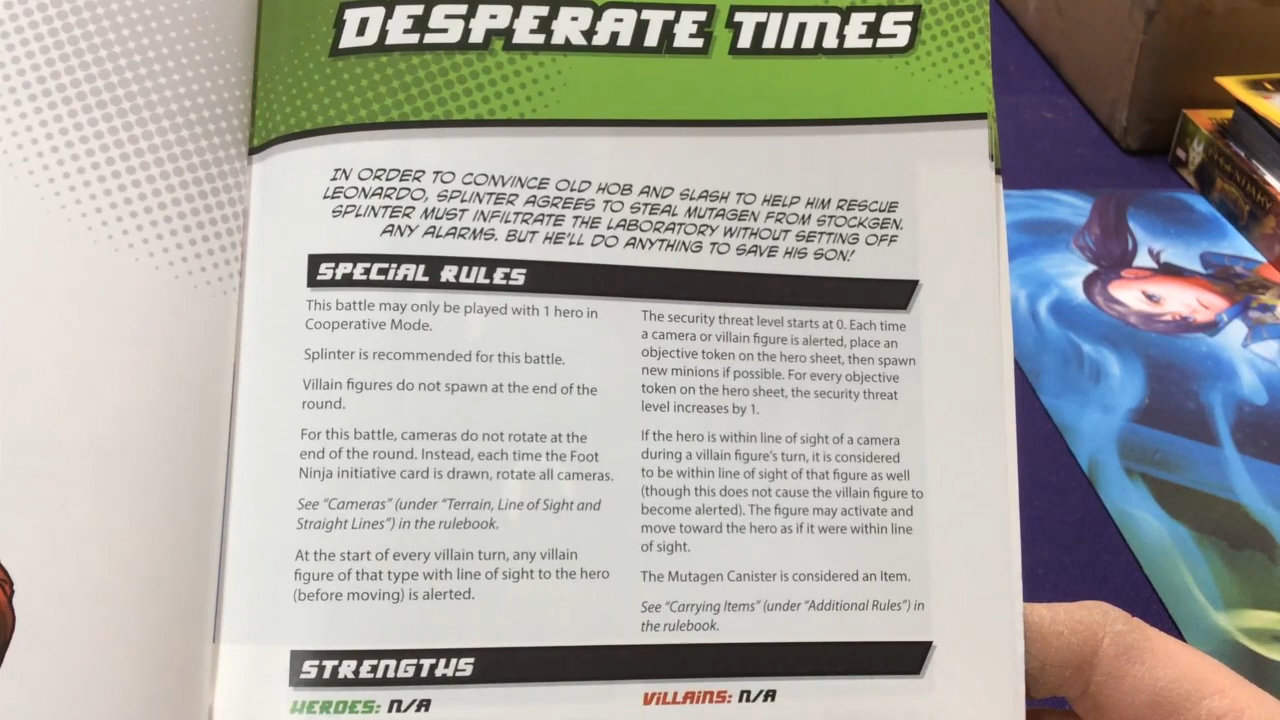 DESPERATE TIMES
IN ORDER TO CONVINCE OLD HOB AND SLASH TO HELP HIM RESCUE
LEONARDO, SPLINTER AGREES TO STEAL MUTAGEN FROM STOCKGEN.
SPLINTER MUST INFILTRATE THE LABORATORY WITHOUT SETTING OFF
ANY ALARMS. BUT HE'LL DO ANYTHING TO SAVE HIS SON!
SPECIAL RULES
This battle may only be played with 1 hero in
Cooperative Mode.
Splinter is recommended for this battle.
Villain figures do not spawn at the end of the
round.
For this battle, cameras do not rotate at the
end of the round. Instead, each time the Foot
Ninja initiative card is drawn, rotate all cameras.
See "Cameras" (under "Terrain, Line of Sight and
Straight Lines") in the rulebook.
At the start of every villain turn, any villain
figure of that type with line of sight to the hero
(before moving) is alerted.
The security threat level starts at 0. Each time
a camera or villain figure is alerted, place an
objective token on the hero sheet, then spawn
new minions if possible. For every objective
token on the hero sheet, the security threat
level increases by 1.
If the hero is within line of sight of a camera
during a villain figure's turn, it is considered
to be within line of sight of that figure as well
(though this does not cause the villain figure to
become alerted). The figure may activate and
move toward the hero as if it were within line
of sight.
The Mutagen Canister is considered an Item.
See "Carrying Items" (under "Additional Rules") in
the rulebook.
STRENGTHS
HEROES: N/A
VILLAINS: N/A
LEGENDARY